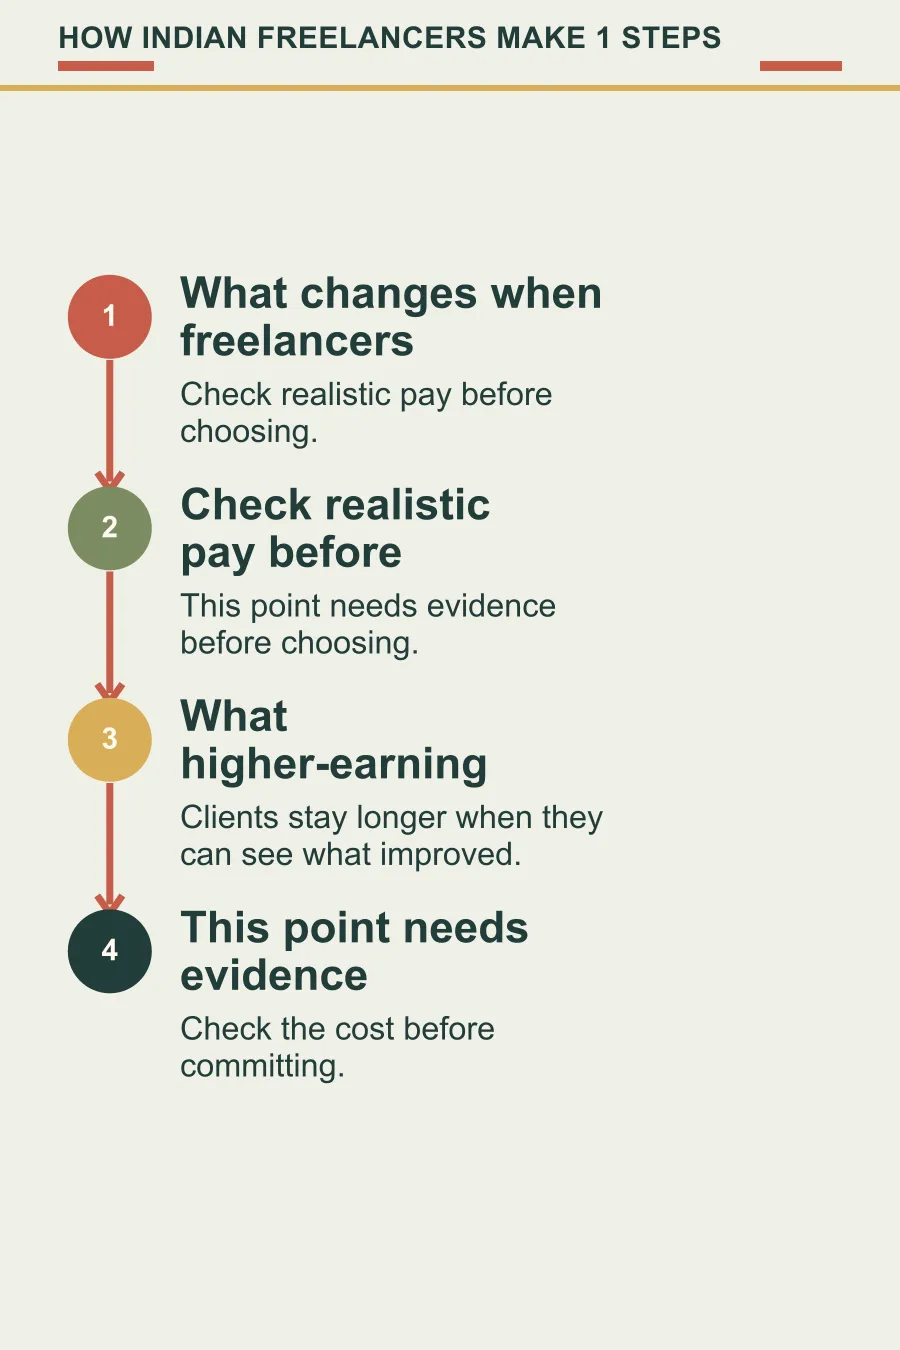 HOW INDIAN FREELANCERS MAKE 1 STEPS
1
What changes when
freelancers
Check realistic pay before
choosing.
2
Check realistic
pay before
This point needs evidence
before choosing.
3
What
higher-earning
Clients stay longer when they
can see what improved.
4
This point needs
evidence
Check the cost before
committing.